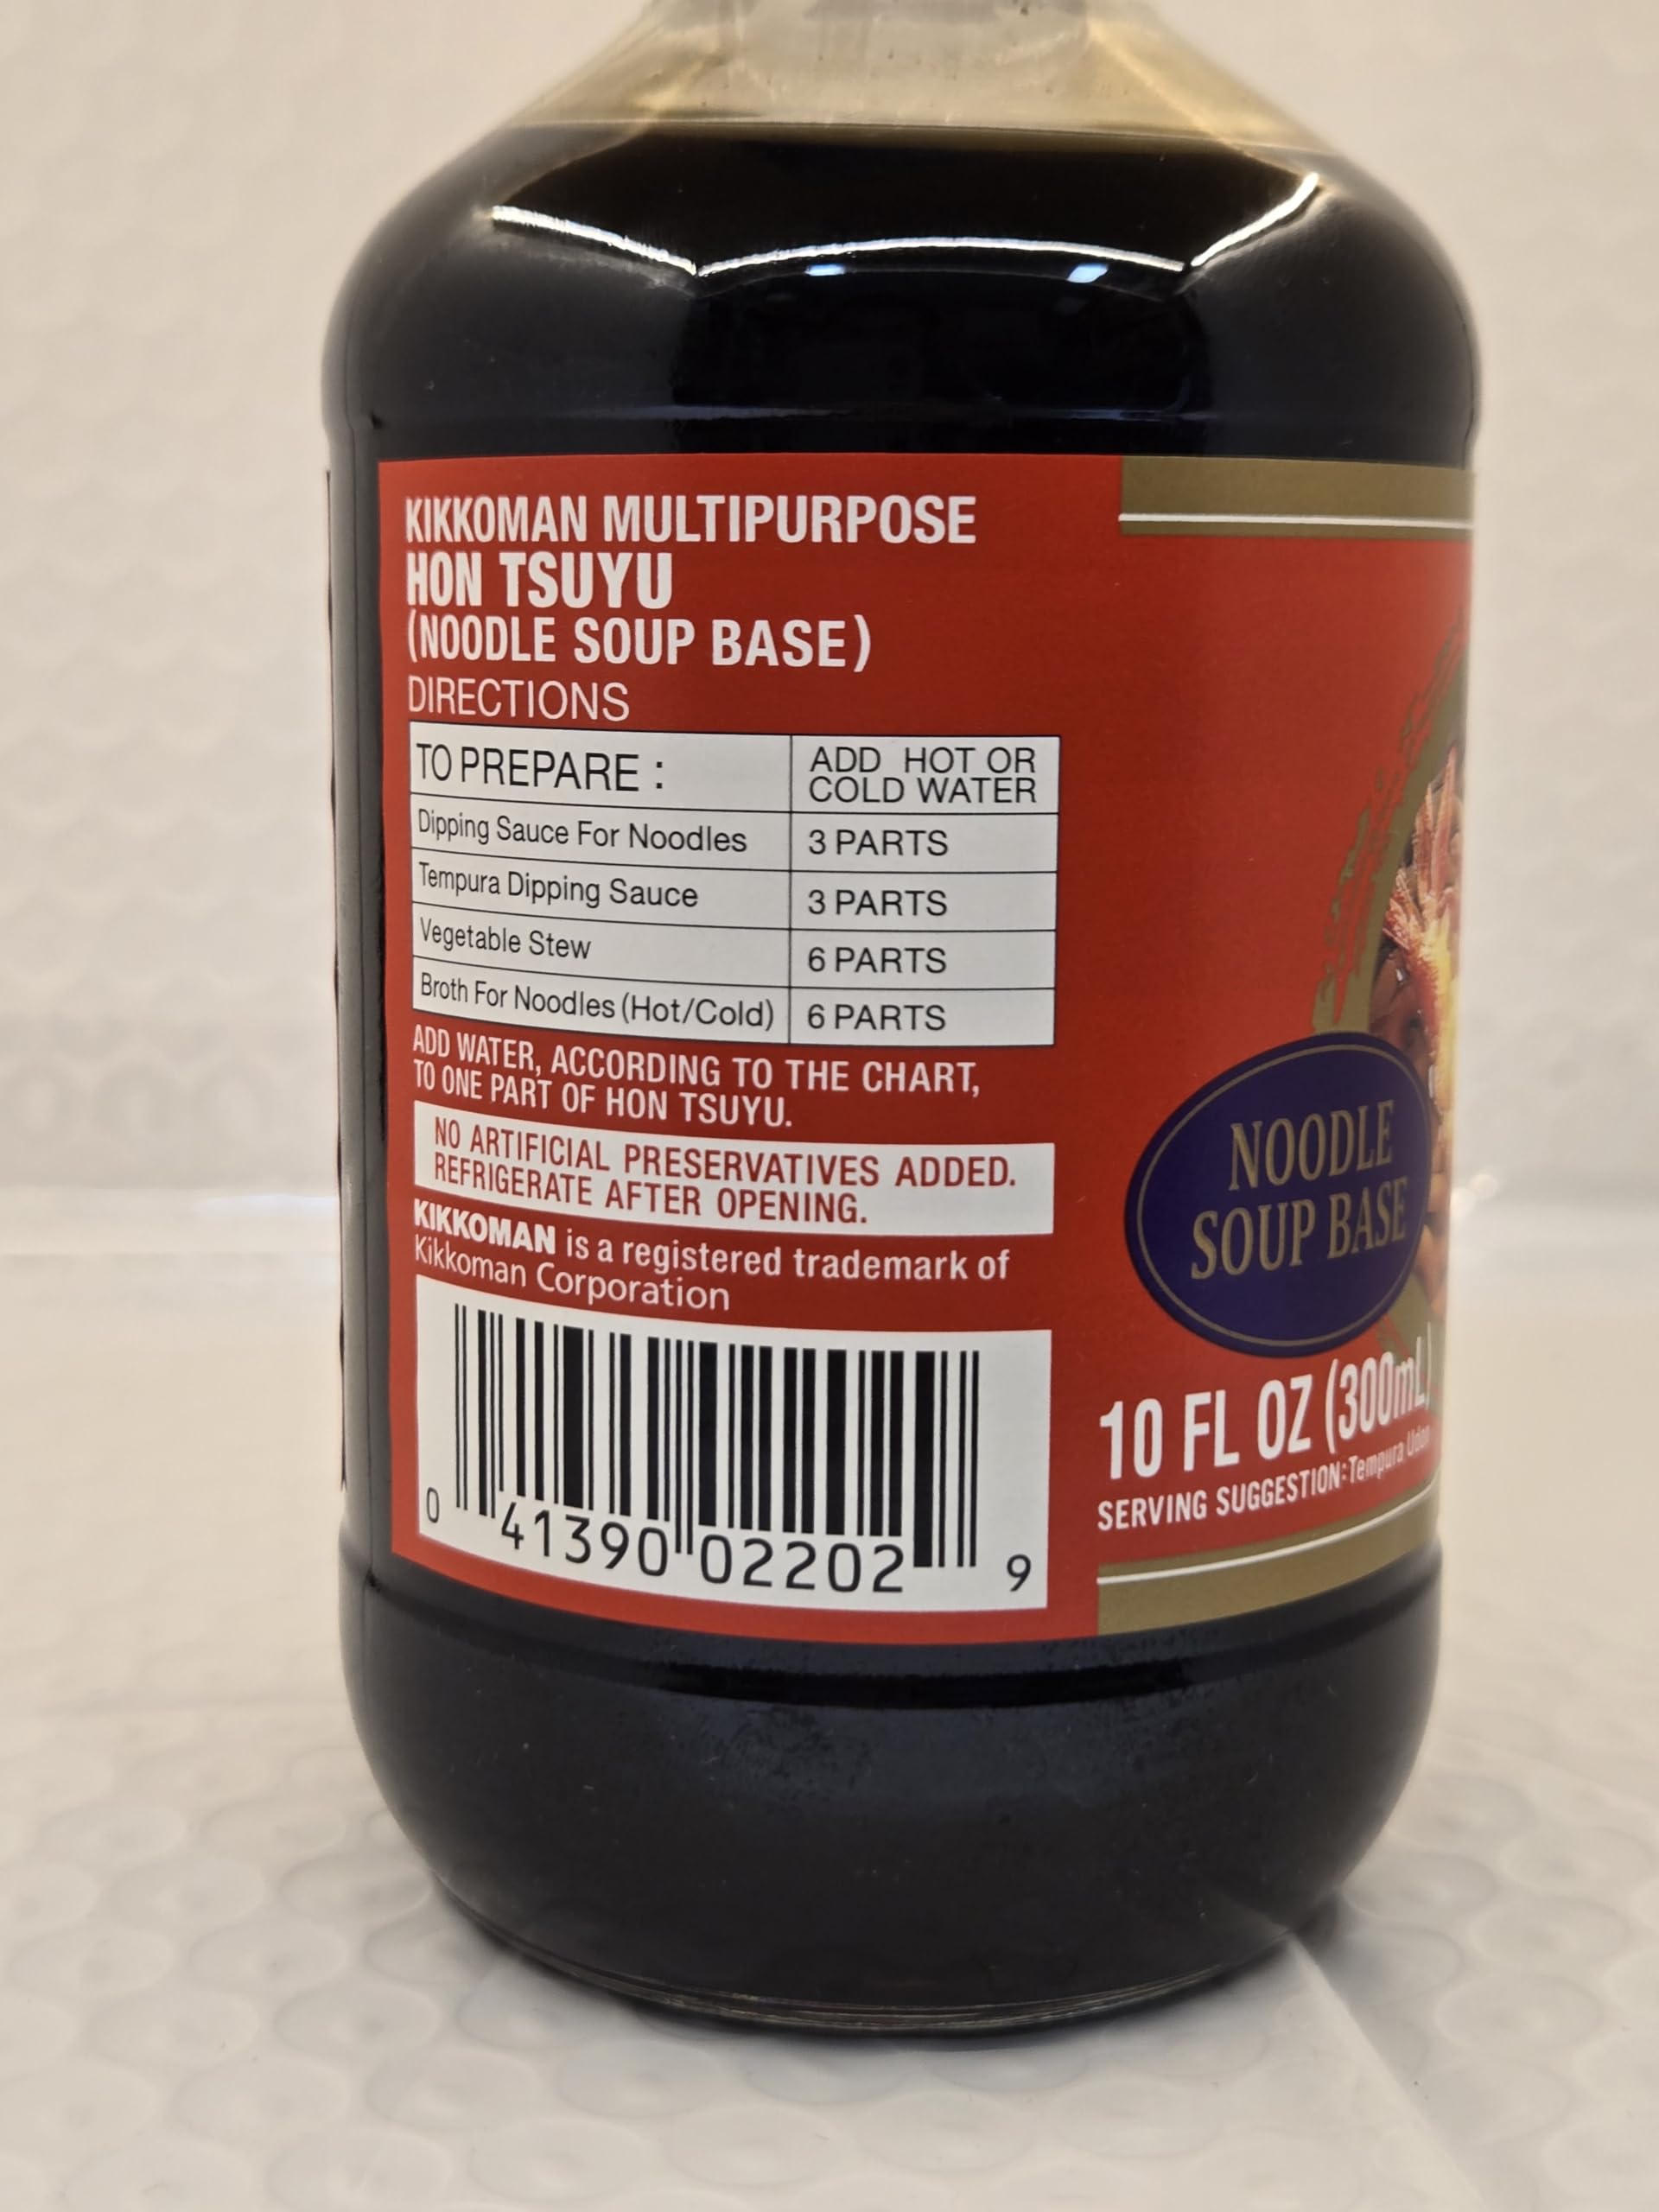 KIKKOMAN MULTIPURPOSE
HON TSUYU
(NOODLE SOUP BASE)
DIRECTIONS
TO PREPARE : ADD HOT OR
COLD WATER
Dipping Sauce For Noodles 3 PARTS
Tempura Dipping Sauce 3 PARTS
Vegetable Stew 6 PARTS
Broth For Noodles (Hot/Cold) 6 PARTS
ADD WATER, ACCORDING TO THE CHART,
TO ONE PART OF HON TSUYU.
NO ARTIFICIAL PRESERVATIVES ADDED.
REFRIGERATE AFTER OPENING.
KIKKOMAN is a registered trademark of
Kikkoman Corporation
0 41390 02202 9
NOODLE
SOUP BASE
10 FL OZ (300mL)
SERVING SUGGESTION: Tempura Udon